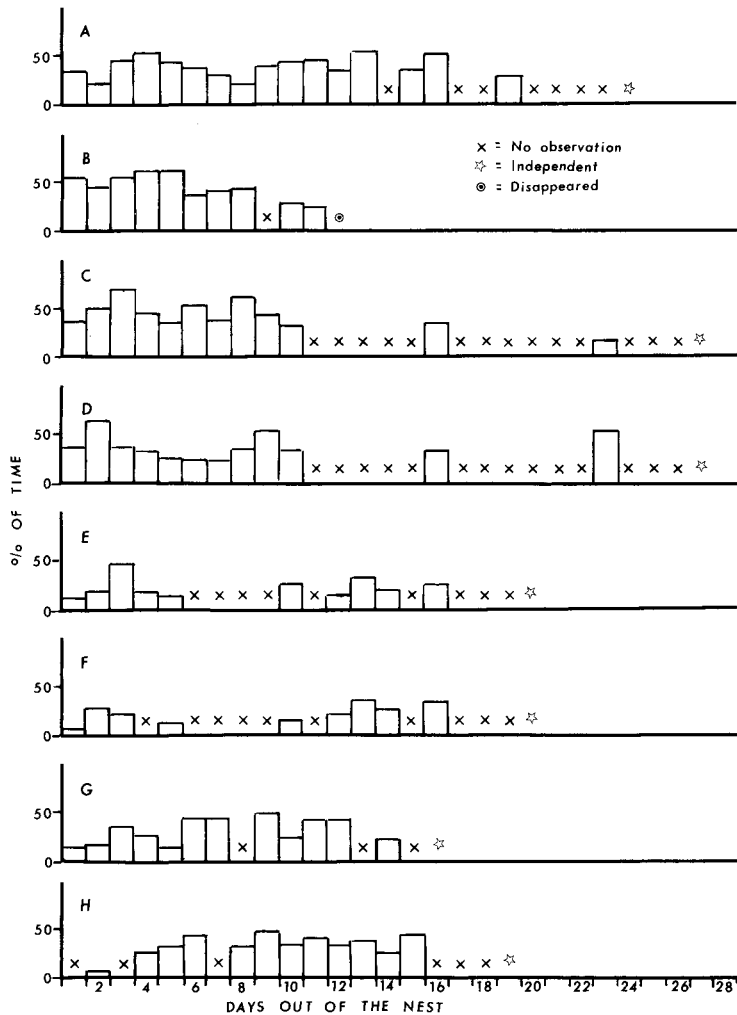 A
50
0
B
× = No observation
☆ = Independent
⊙ = Disappeared
50
0
C
50
0
D
50
0
% OF TIME
E
50
0
F
50
0
G
50
0
H
50
0
2 4 6 8 10 12 14 16 18 20 22 24 26 28
DAYS OUT OF THE NEST